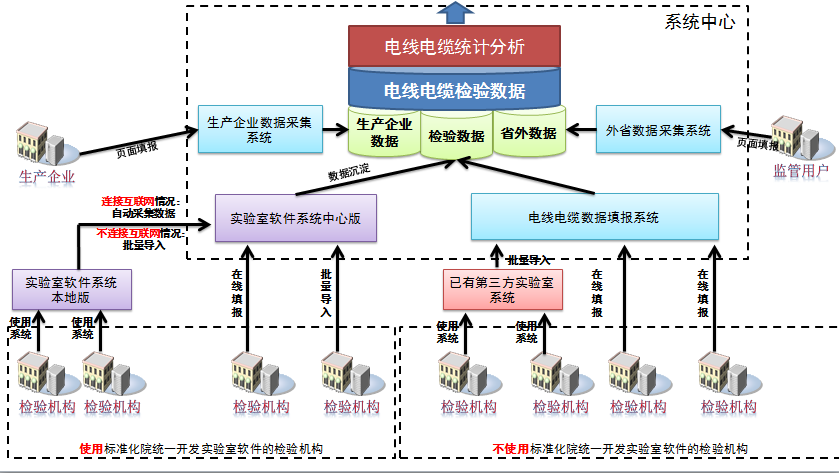 系统中心
电线电缆统计分析
电线电缆检验数据
生产企业
数据
检验数据
省外数据
生产企业数据采集
系统
外省数据采集系统
页面填报
生产企业
页面填报
监管用户
数据沉淀
连接互联网情况：
自动采集数据
不连接互联网情况：
批量导入
实验室软件系统中心版
电线电缆数据填报系统
实验室软件系统
本地版
在线填报
批量导入
批量导入
已有第三方实验室
系统
在线填报
在线填报
使用
系统
使用
系统
使用
系统
使用
系统
检验机构
检验机构
检验机构
检验机构
检验机构
检验机构
检验机构
检验机构
使用标准化院统一开发实验室软件的检验机构
不使用标准化院统一开发实验室软件的检验机构